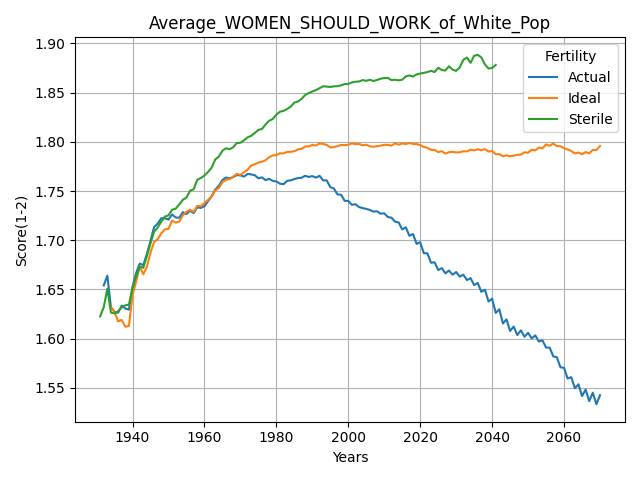 Average_WOMEN_SHOULD_WORK_of_White_Pop
Score(1-2)
1.90
1.85
1.80
1.75
1.70
1.65
1.60
1.55
Fertility
Actual
Ideal
Sterile
1940 1960 1980 2000 2020 2040 2060
Years